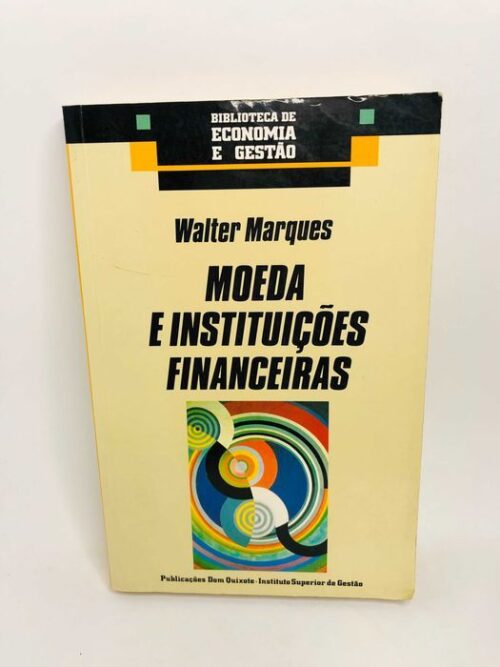 BIBLIOTECA DE
ECONOMIA
E GESTÃO
Walter Marques
MOEDA
E INSTITUIÇÕES
FINANCEIRAS
Publicações Dom Quixote · Instituto Superior de Gestão